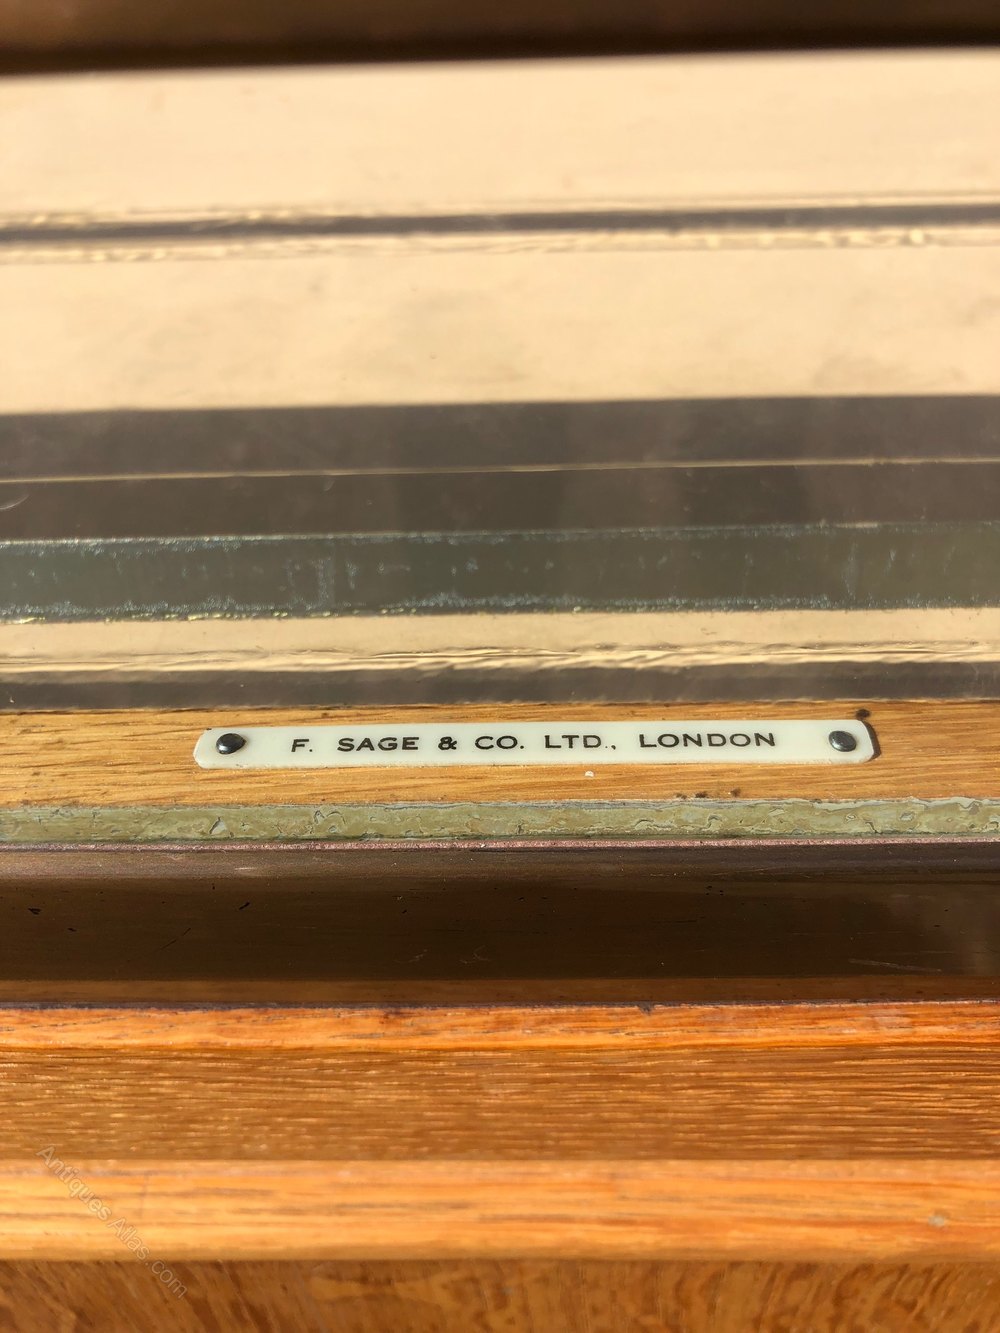 F. SAGE & CO. LTD., LONDON
Antiques Atlas.com